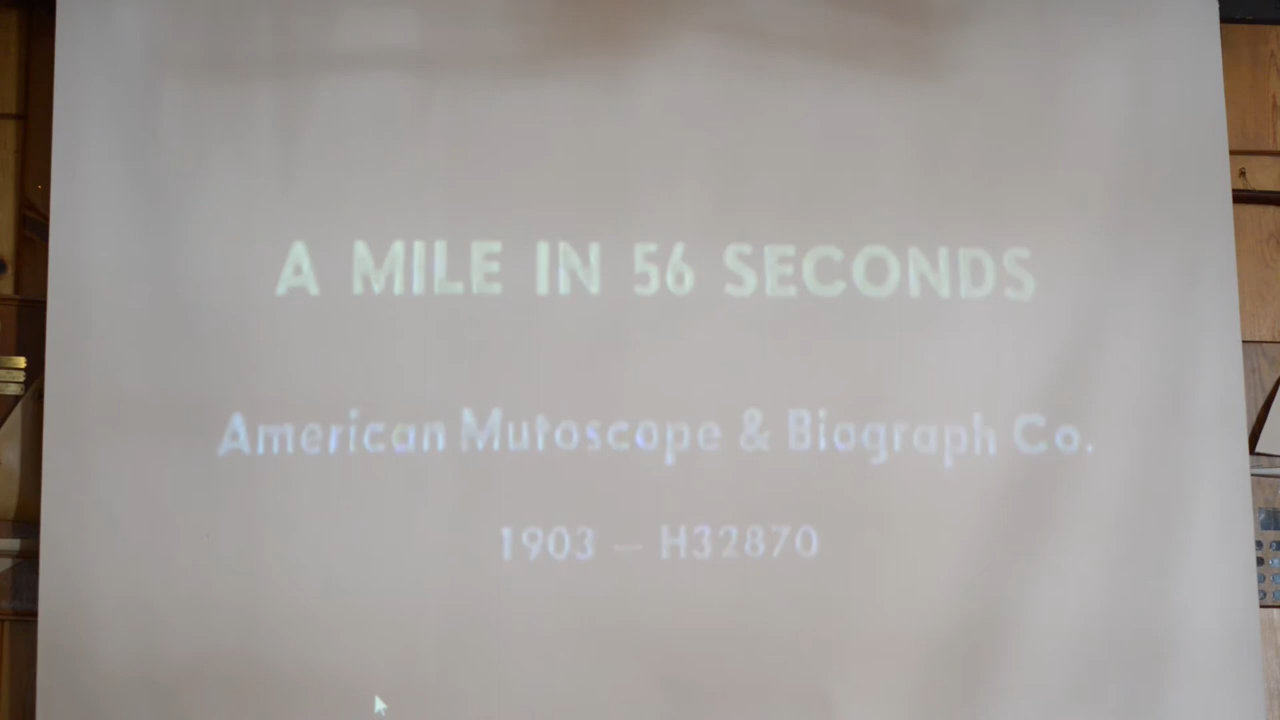 A MILE IN 56 SECONDS
American Mutoscope & Biograph Co.
1903 — H32870